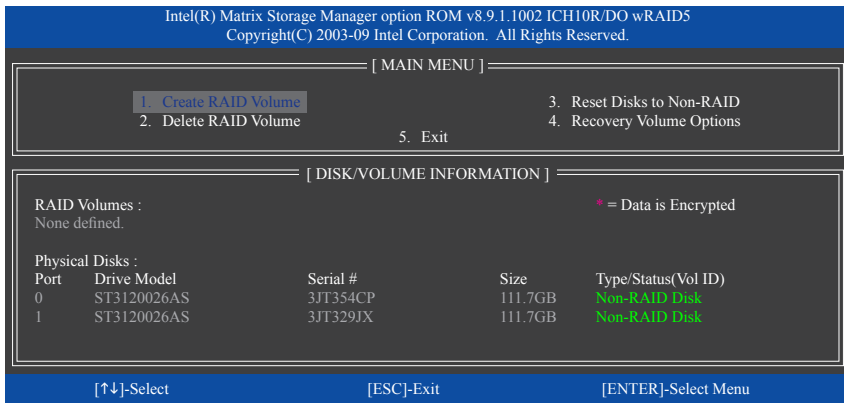 Intel(R) Matrix Storage Manager option ROM v8.9.1.1002 ICH10R/DO wRAID5
Copyright(C) 2003-09 Intel Corporation. All Rights Reserved.
[ MAIN MENU ]
1. Create RAID Volume 3. Reset Disks to Non-RAID
2. Delete RAID Volume 4. Recovery Volume Options
5. Exit
[ DISK/VOLUME INFORMATION ]
RAID Volumes : * = Data is Encrypted
None defined.
Physical Disks :
Port Drive Model Serial # Size Type/Status(Vol ID)
0 ST3120026AS 3JT354CP 111.7GB Non-RAID Disk
1 ST3120026AS 3JT329JX 111.7GB Non-RAID Disk
[↑↓]-Select [ESC]-Exit [ENTER]-Select Menu